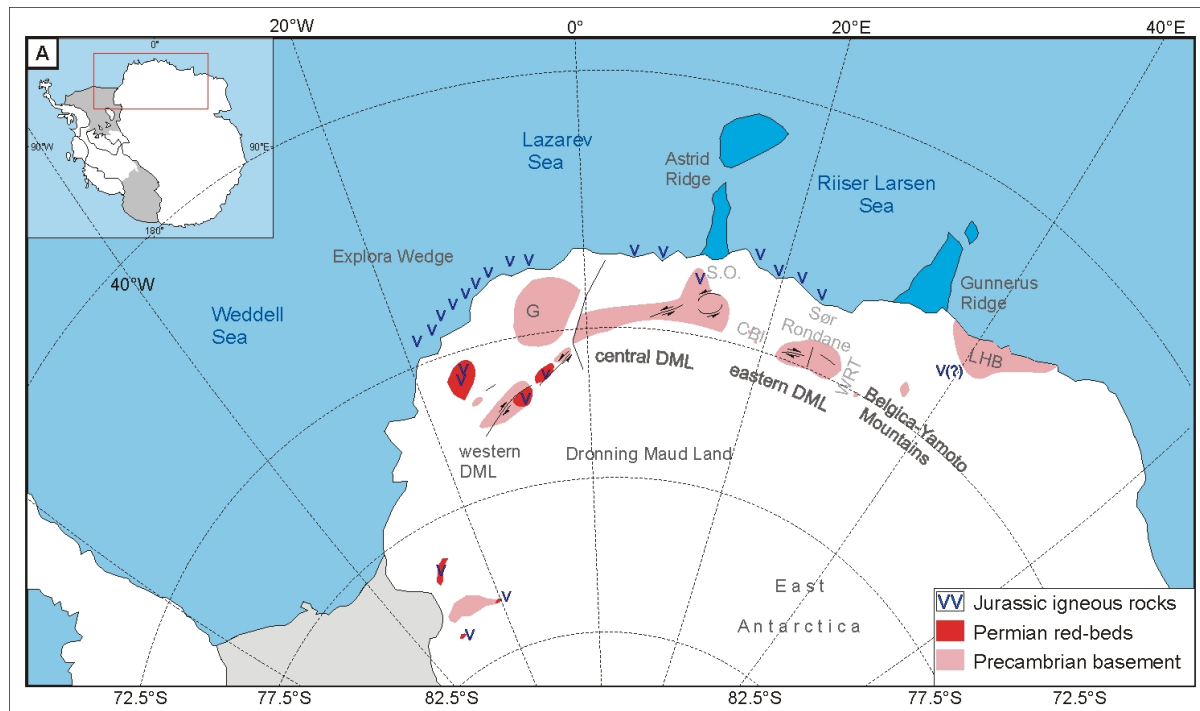 20°W
0°
20°E
40°E
A
0°
90°W
90°E
180°
Lazarev
Sea
Astrid
Ridge
Riiser Larsen
Sea
Explora Wedge
40°W
Weddell
Sea
Gunnerus
Ridge
V V V V V V V V
V V
V V V V
V
S.O.
G
CBI
Sør
Rondane
WRT
LHB
V(?)
central DML
eastern DML
Belgica-Yamoto
Mountains
V
V
V
V
western
DML
Dronning Maud Land
V
V
V
East
Antarctica
VV Jurassic igneous rocks
Permian red-beds
Precambrian basement
72.5°S
77.5°S
82.5°S
82.5°S
77.5°S
72.5°S